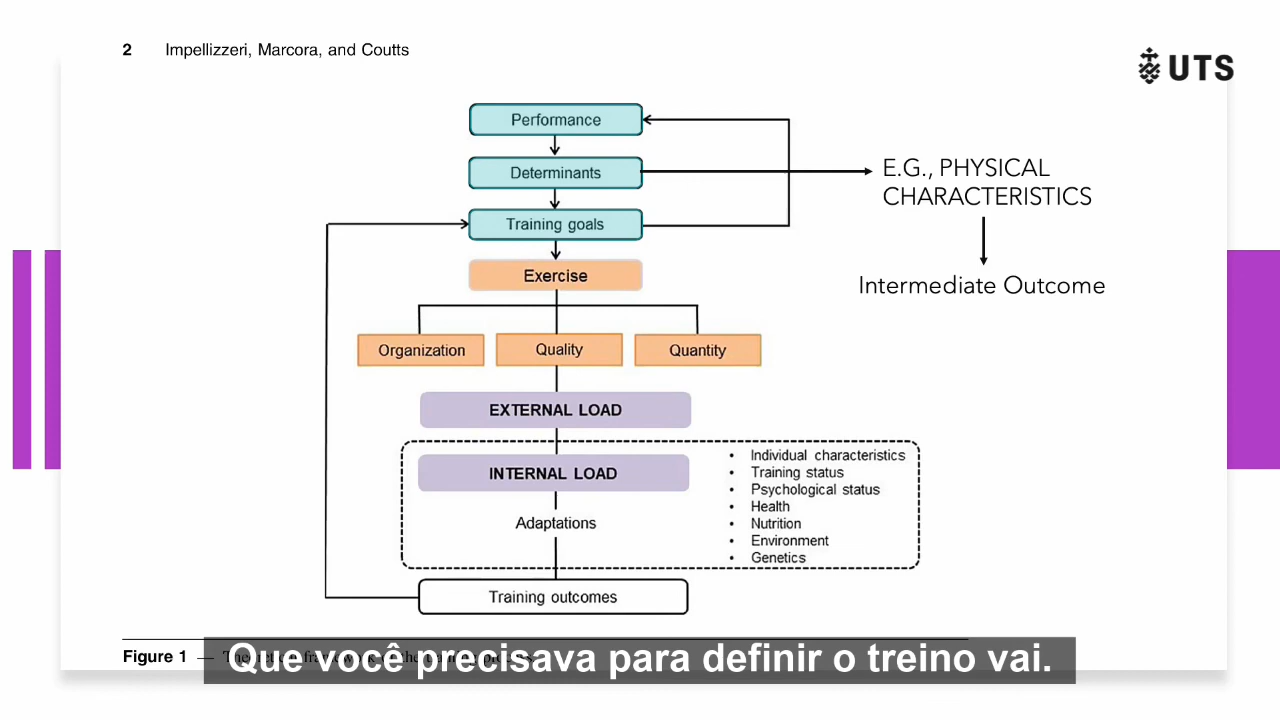 2 Impellizzeri, Marcora, and Coutts
UTS
Performance
Determinants
Training goals
E.G., PHYSICAL
CHARACTERISTICS
Intermediate Outcome
Exercise
Organization
Quality
Quantity
EXTERNAL LOAD
INTERNAL LOAD
Adaptations
• Individual characteristics
• Training status
• Psychological status
• Health
• Nutrition
• Environment
• Genetics
Training outcomes
Figure 1 —
Que você precisava para definir o treino vai.